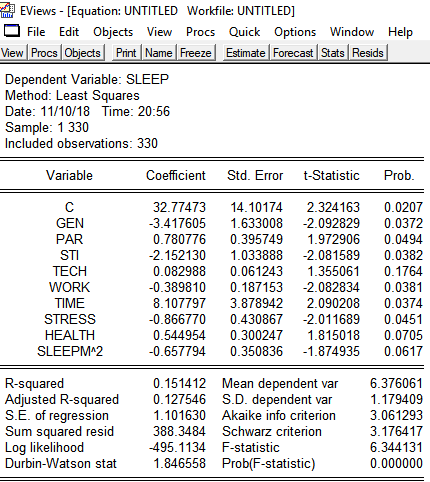 EViews - [Equation: UNTITLED   Workfile: UNTITLED]
File Edit Objects View Procs Quick Options Window Help
View Procs Objects Print Name Freeze Estimate Forecast Stats Resids
Dependent Variable: SLEEP
Method: Least Squares
Date: 11/10/18   Time: 20:56
Sample: 1 330
Included observations: 330
Variable Coefficient Std. Error t-Statistic Prob.
C 32.77473 14.10174 2.324163 0.0207
GEN -3.417605 1.633008 -2.092829 0.0372
PAR 0.780776 0.395749 1.972906 0.0494
STI -2.152130 1.033888 -2.081589 0.0382
TECH 0.082988 0.061243 1.355061 0.1764
WORK -0.389810 0.187153 -2.082834 0.0381
TIME 8.107797 3.878942 2.090208 0.0374
STRESS -0.866770 0.430867 -2.011689 0.0451
HEALTH 0.544954 0.300247 1.815018 0.0705
SLEEPM^2 -0.657794 0.350836 -1.874935 0.0617
R-squared 0.151412 Mean dependent var 6.376061
Adjusted R-squared 0.127546 S.D. dependent var 1.179409
S.E. of regression 1.101630 Akaike info criterion 3.061293
Sum squared resid 388.3484 Schwarz criterion 3.176417
Log likelihood -495.1134 F-statistic 6.344131
Durbin-Watson stat 1.846558 Prob(F-statistic) 0.000000